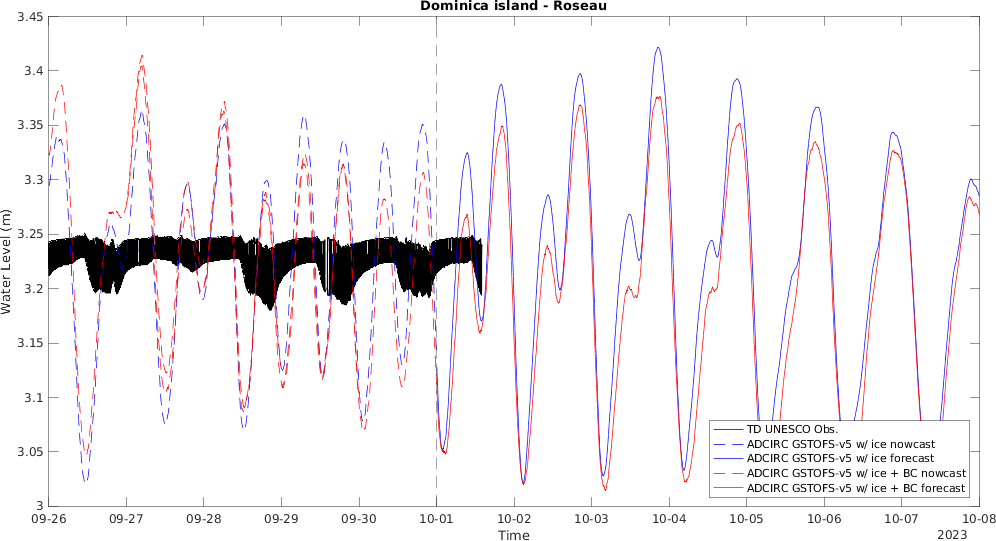 Dominica island - Roseau
3.45
3.4
3.35
3.3
3.25
3.2
3.15
3.1
3.05
3
Water Level (m)
TD UNESCO Obs.
ADCIRC GSTOFS-v5 w/ ice nowcast
ADCIRC GSTOFS-v5 w/ ice forecast
ADCIRC GSTOFS-v5 w/ ice + BC nowcast
ADCIRC GSTOFS-v5 w/ ice + BC forecast
09-26 09-27 09-28 09-29 09-30 10-01 10-02 10-03 10-04 10-05 10-06 10-07 10-08
Time
2023